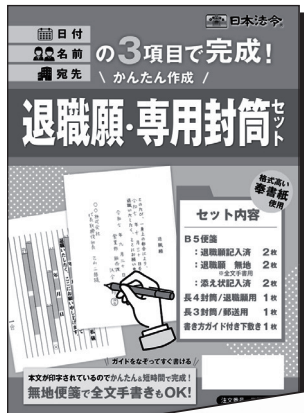 日本法令
日付
名前
宛先
の3項目で完成！
かんたん作成
退職願・専用封筒セット
格式高い
奉書紙
使用
セット内容
B5便箋
：退職願記入済 2枚
：退職願 無地 2枚
※全文手書用
：添え状記入済 2枚
長4封筒/退職願用 1枚
長3封筒/郵送用 1枚
書き方ガイド付き下敷き 1枚
ガイドをなぞってすぐ書ける
本文が印字されているのでかんたん&短時間で完成！
無地便箋で全文手書きもOK！